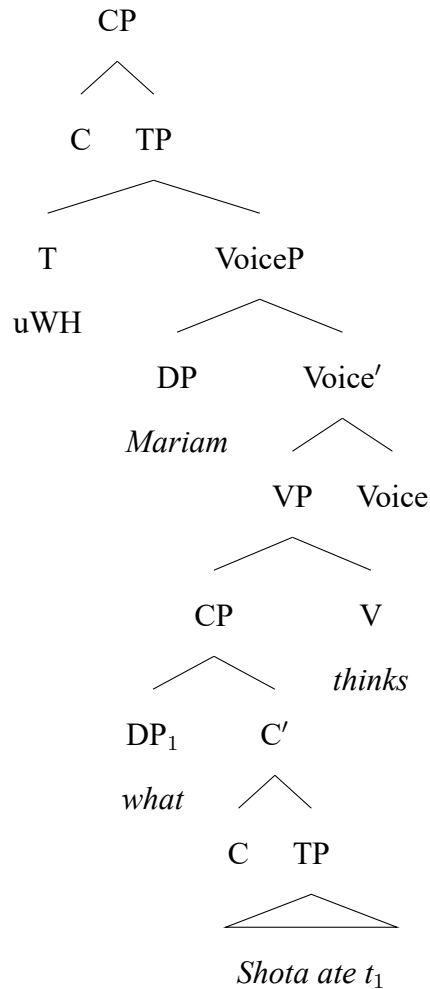 CP
C TP
T VoiceP
uWH
DP Voice′
Mariam
VP Voice
CP V
thinks
DP₁ C′
what
C TP
Shota ate t₁